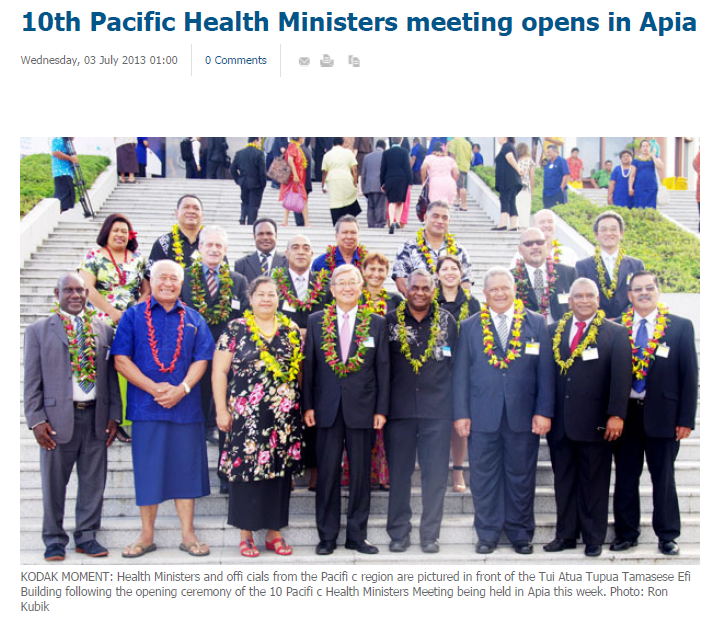 10th Pacific Health Ministers meeting opens in Apia
Wednesday, 03 July 2013 01:00
0 Comments
KODAK MOMENT: Health Ministers and offi cials from the Pacifi c region are pictured in front of the Tui Atua Tupua Tamasese Efi
Building following the opening ceremony of the 10 Pacifi c Health Ministers Meeting being held in Apia this week. Photo: Ron
Kubik